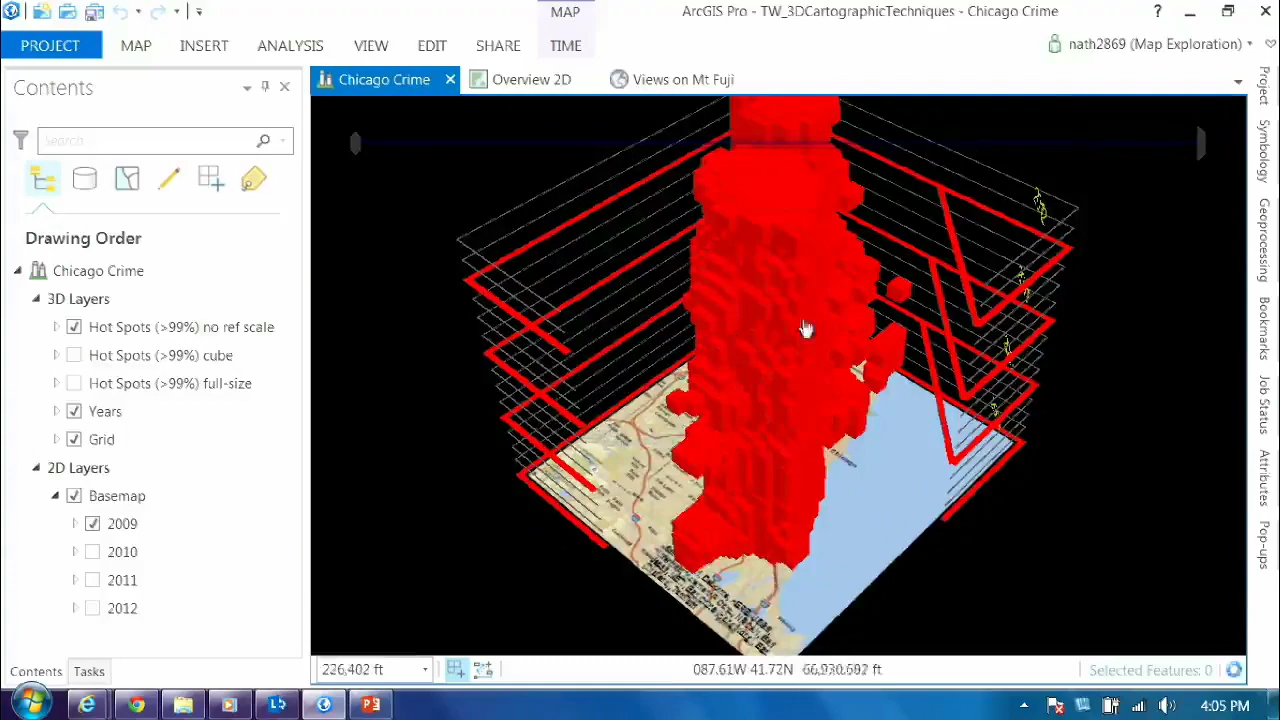 MAP
ArcGIS Pro - TW_3DCartographicTechniques - Chicago Crime
?
PROJECT
MAP
INSERT
ANALYSIS
VIEW
EDIT
SHARE
TIME
nath2869 (Map Exploration)
Contents
Chicago Crime
Overview 2D
Views on Mt Fuji
Search
Drawing Order
Chicago Crime
3D Layers
Hot Spots (>99%) no ref scale
Hot Spots (>99%) cube
Hot Spots (>99%) full-size
Years
Grid
2D Layers
Basemap
2009
2010
2011
2012
Project
Symbology
Geoprocessing
Bookmarks
Job Status
Attributes
Pop-ups
Contents
Tasks
226,402 ft
087.61W 41.72N
Selected Features: 0
4:05 PM